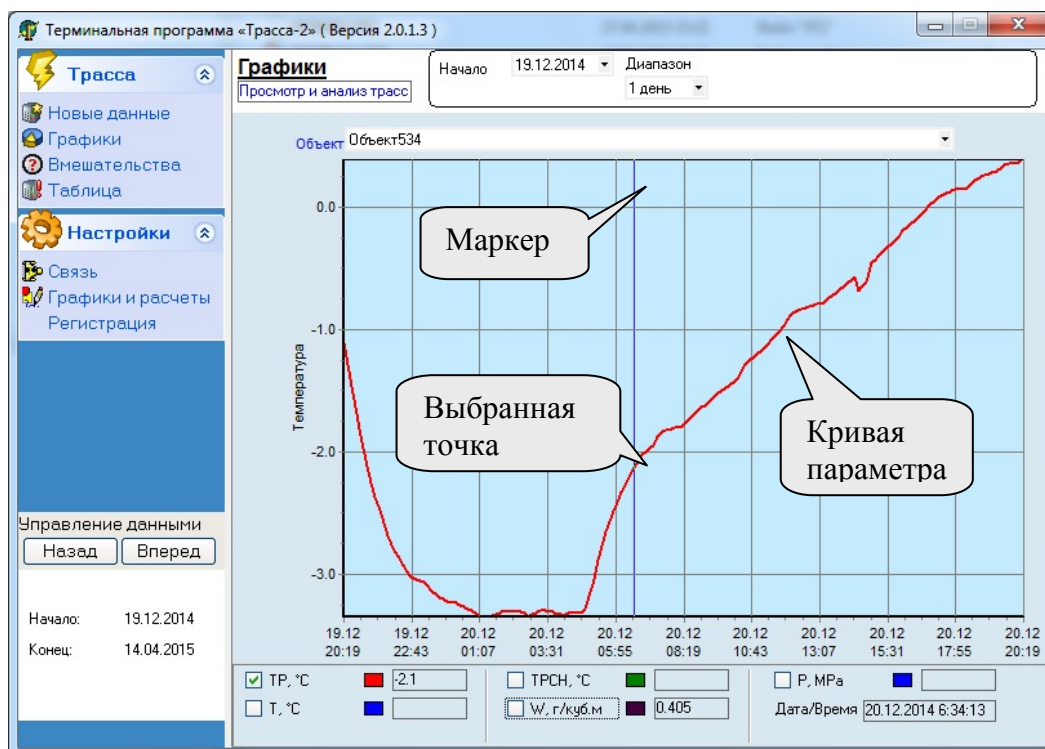 Терминальная программа «Трасса-2» ( Версия 2.0.1.3 )
Трасса
Новые данные
Графики
Вмешательства
Таблица
Настройки
Связь
Графики и расчеты
Регистрация
Управление данными
Назад Вперед
Начало: 19.12.2014
Конец: 14.04.2015
Графики
Просмотр и анализ трасс
Начало 19.12.2014 Диапазон
1 день
Объект Объект534
Температура
0.0
-1.0
-2.0
-3.0
Маркер
Выбранная
точка
Кривая
параметра
19.12 19.12 20.12 20.12 20.12 20.12 20.12 20.12 20.12 20.12 20.12
20:19 22:43 01:07 03:31 05:55 08:19 10:43 13:07 15:31 17:55 20:19
ТР, °С -2.1 ТРСН, °С Р, МРа
Т, °С W, г/куб.м 0.405 Дата/Время 20.12.2014 6:34:13